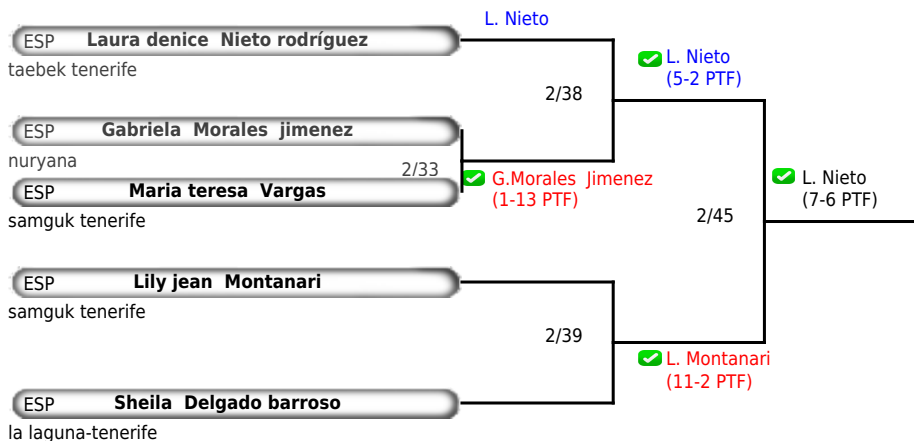 L. Nieto
ESP Laura denice Nieto rodríguez
taebek tenerife
L. Nieto
(5-2 PTF)
2/38
ESP Gabriela Morales jimenez
nuryana
2/33
G.Morales Jimenez
(1-13 PTF)
ESP Maria teresa Vargas
samguk tenerife
L. Nieto
(7-6 PTF)
2/45
ESP Lily jean Montanari
samguk tenerife
2/39
L. Montanari
(11-2 PTF)
ESP Sheila Delgado barroso
la laguna-tenerife